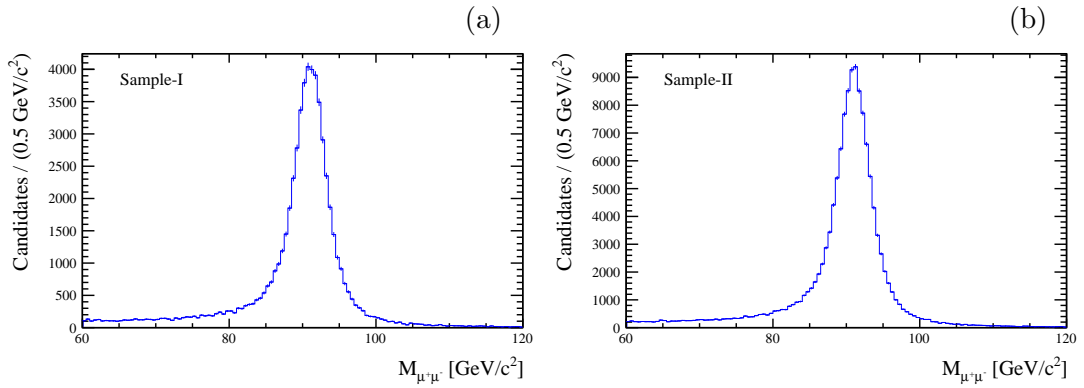 (a)
Candidates / (0.5 GeV/c²)
Sample-I
4000
3500
3000
2500
2000
1500
1000
500
0
60 80 100 120
M_{μ⁺μ⁻} [GeV/c²]
(b)
Candidates / (0.5 GeV/c²)
Sample-II
9000
8000
7000
6000
5000
4000
3000
2000
1000
0
60 80 100 120
M_{μ⁺μ⁻} [GeV/c²]